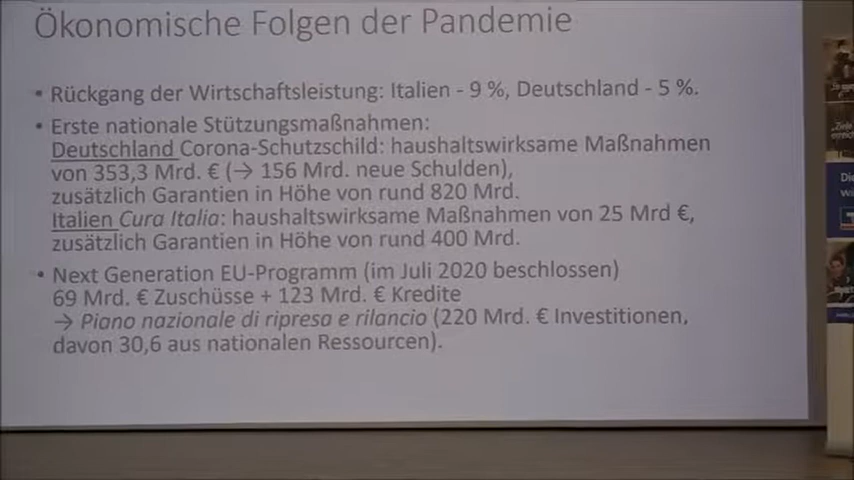 Ökonomische Folgen der Pandemie
• Rückgang der Wirtschaftsleistung: Italien - 9 %, Deutschland - 5 %.
• Erste nationale Stützungsmaßnahmen:
Deutschland Corona-Schutzschild: haushaltswirksame Maßnahmen
von 353,3 Mrd. € (→ 156 Mrd. neue Schulden),
zusätzlich Garantien in Höhe von rund 820 Mrd.
Italien Cura Italia: haushaltswirksame Maßnahmen von 25 Mrd €,
zusätzlich Garantien in Höhe von rund 400 Mrd.
• Next Generation EU-Programm (im Juli 2020 beschlossen)
69 Mrd. € Zuschüsse + 123 Mrd. € Kredite
→ Piano nazionale di ripresa e rilancio (220 Mrd. € Investitionen,
davon 30,6 aus nationalen Ressourcen).